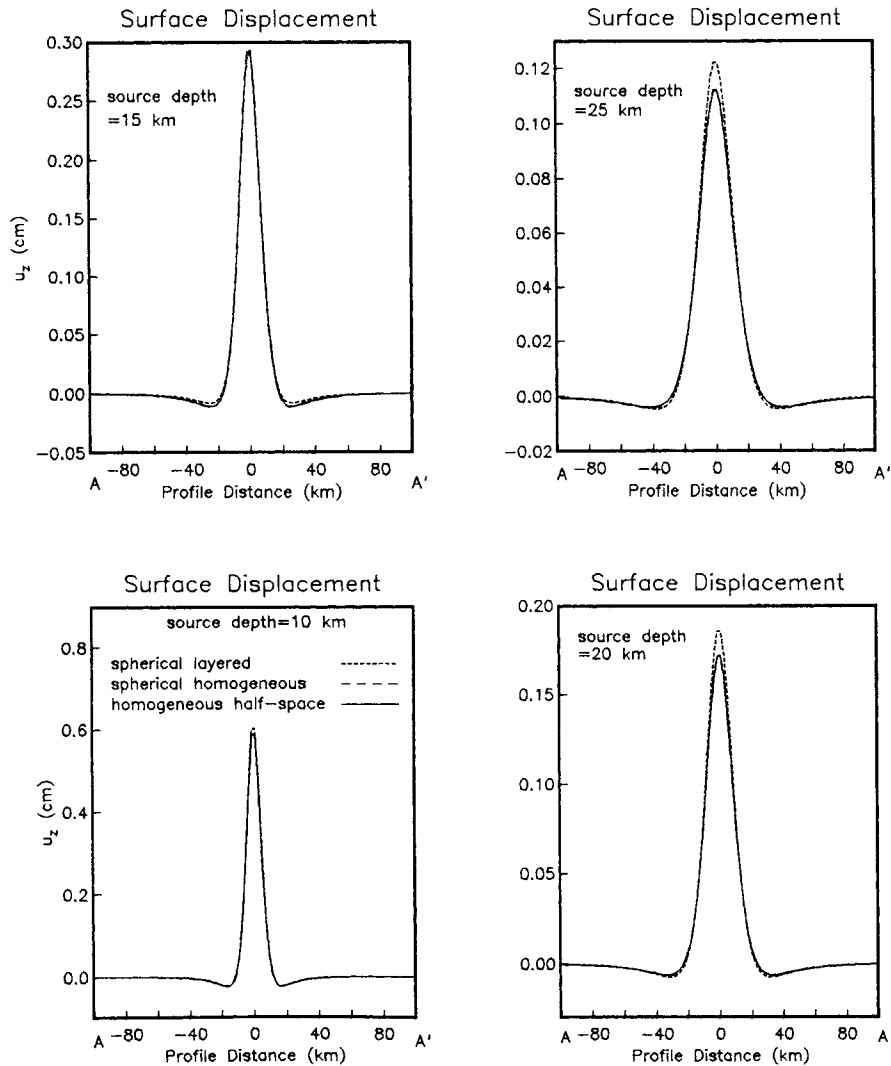 Surface Displacement
0.30
0.25
0.20
0.15
0.10
0.05
0.00
−0.05
u_z (cm)
source depth
=15 km
−80 −40 0 40 80
A A'
Profile Distance (km)
Surface Displacement
0.12
0.10
0.08
0.06
0.04
0.02
0.00
−0.02
source depth
=25 km
−80 −40 0 40 80
A A'
Profile Distance (km)
Surface Displacement
0.8
0.6
0.4
0.2
0.0
u_z (cm)
source depth=10 km
spherical layered
spherical homogeneous
homogeneous half−space
A −80 −40 0 40 80 A'
Profile Distance (km)
Surface Displacement
0.20
0.15
0.10
0.05
0.00
source depth
=20 km
A −80 −40 0 40 80 A
Profile Distance (km)